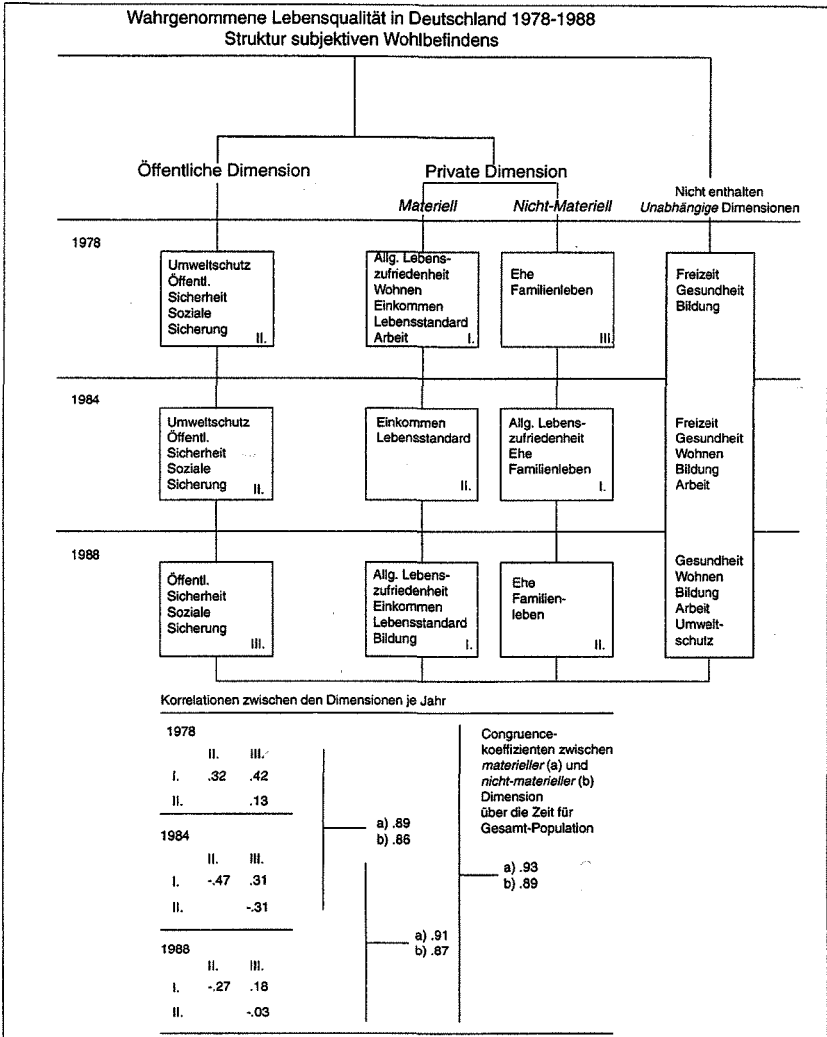 Wahrgenommene Lebensqualität in Deutschland 1978-1988
Struktur subjektiven Wohlbefindens
Öffentliche Dimension
Private Dimension
Materiell
Nicht-Materiell
Nicht enthalten
Unabhängige Dimensionen
1978
Umweltschutz
Öffentl.
Sicherheit
Soziale
Sicherung
II.
Allg. Lebens-
zufriedenheit
Wohnen
Einkommen
Lebensstandard
Arbeit
I.
Ehe
Familienleben
III.
Freizeit
Gesundheit
Bildung
1984
Umweltschutz
Öffentl.
Sicherheit
Soziale
Sicherung
II.
Einkommen
Lebensstandard
II.
Allg. Lebens-
zufriedenheit
Ehe
Familienleben
I.
Freizeit
Gesundheit
Wohnen
Bildung
Arbeit
1988
Öffentl.
Sicherheit
Soziale
Sicherung
III.
Allg. Lebens-
zufriedenheit
Einkommen
Lebensstandard
Bildung
I.
Ehe
Familien-
leben
II.
Gesundheit
Wohnen
Bildung
Arbeit
Umwelt-
schutz
Korrelationen zwischen den Dimensionen je Jahr
1978
II. III.
I. .32 .42
II. .13
1984
II. III.
I. -.47 .31
II. -.31
1988
II. III.
I. -.27 .18
II. -.03
a) .89
b) .86
a) .91
b) .87
Congruence-
koeffizienten zwischen
materieller (a) und
nicht-materieller (b)
Dimension
über die Zeit für
Gesamt-Population
a) .93
b) .89